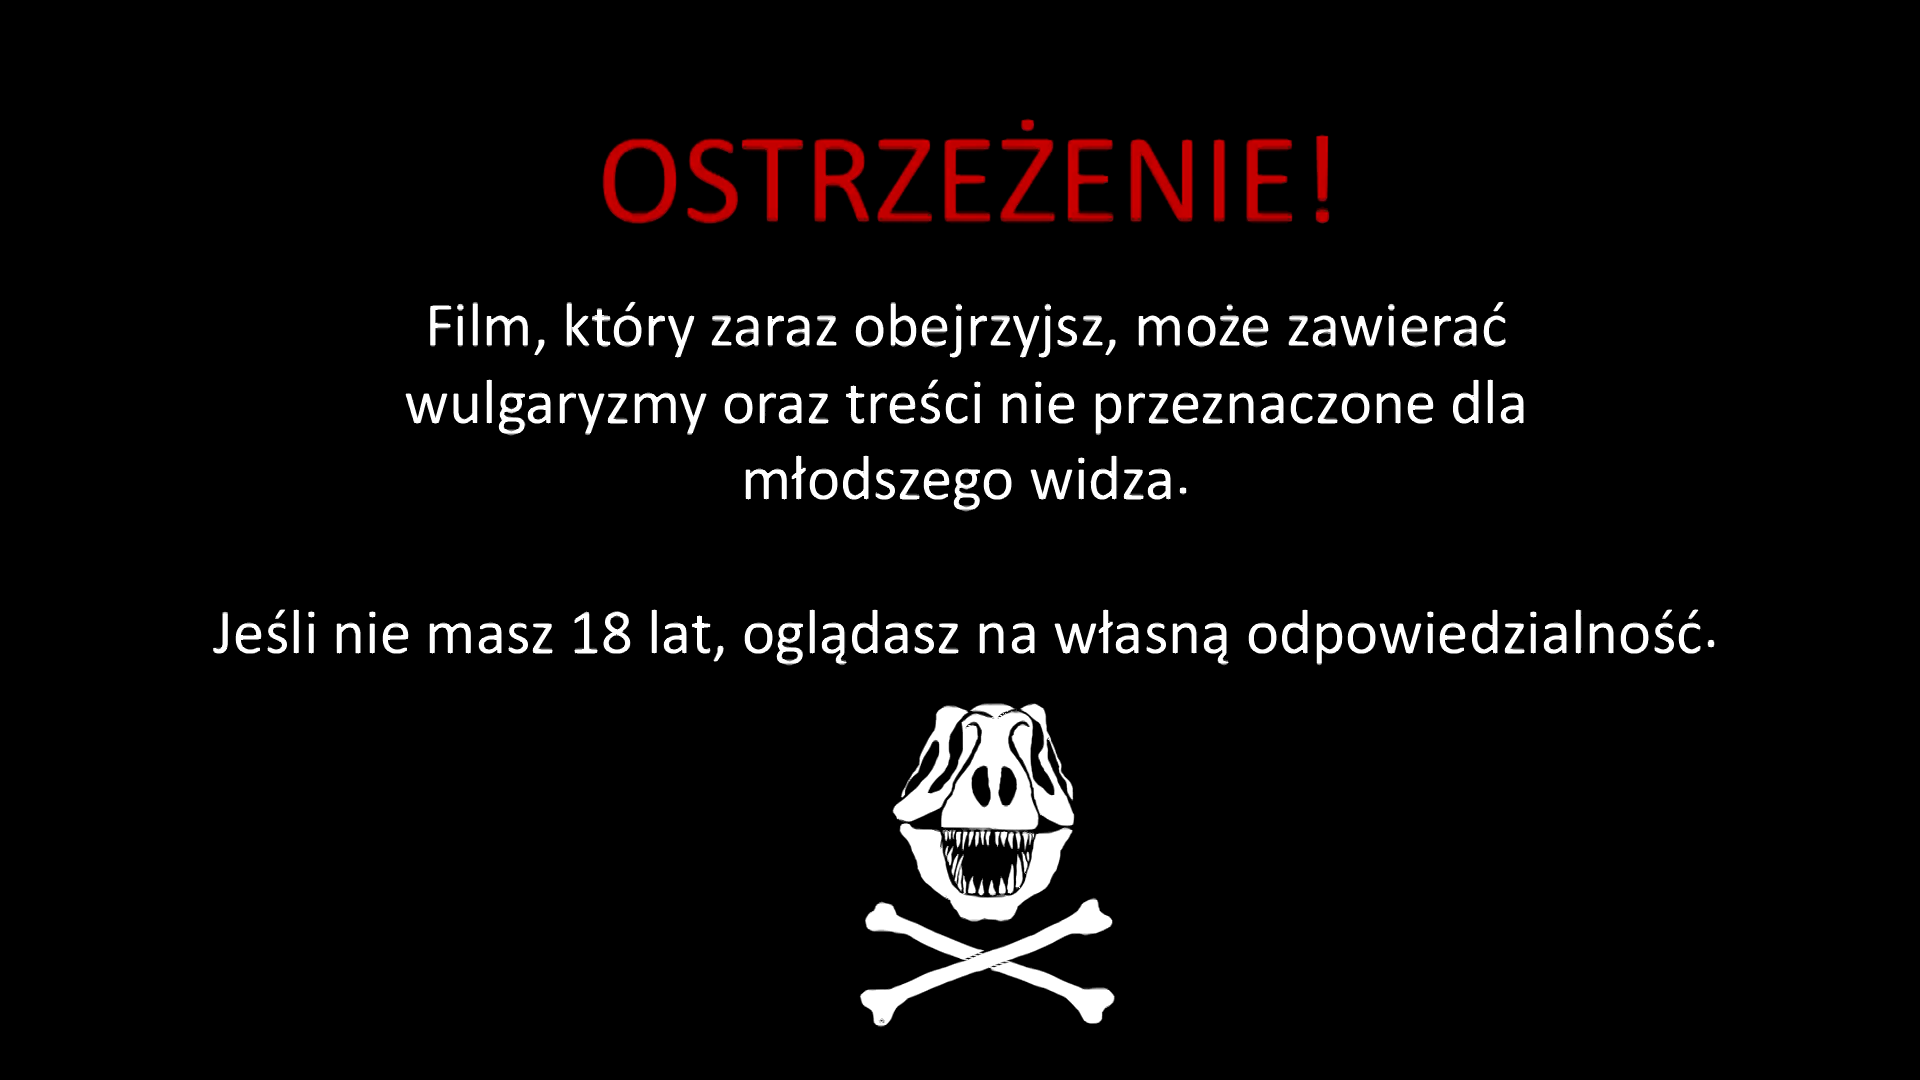 OSTRZEŻENIE!
Film, który zaraz obejrzyjsz, może zawierać
wulgaryzmy oraz treści nie przeznaczone dla
młodszego widza.
Jeśli nie masz 18 lat, oglądasz na własną odpowiedzialność.